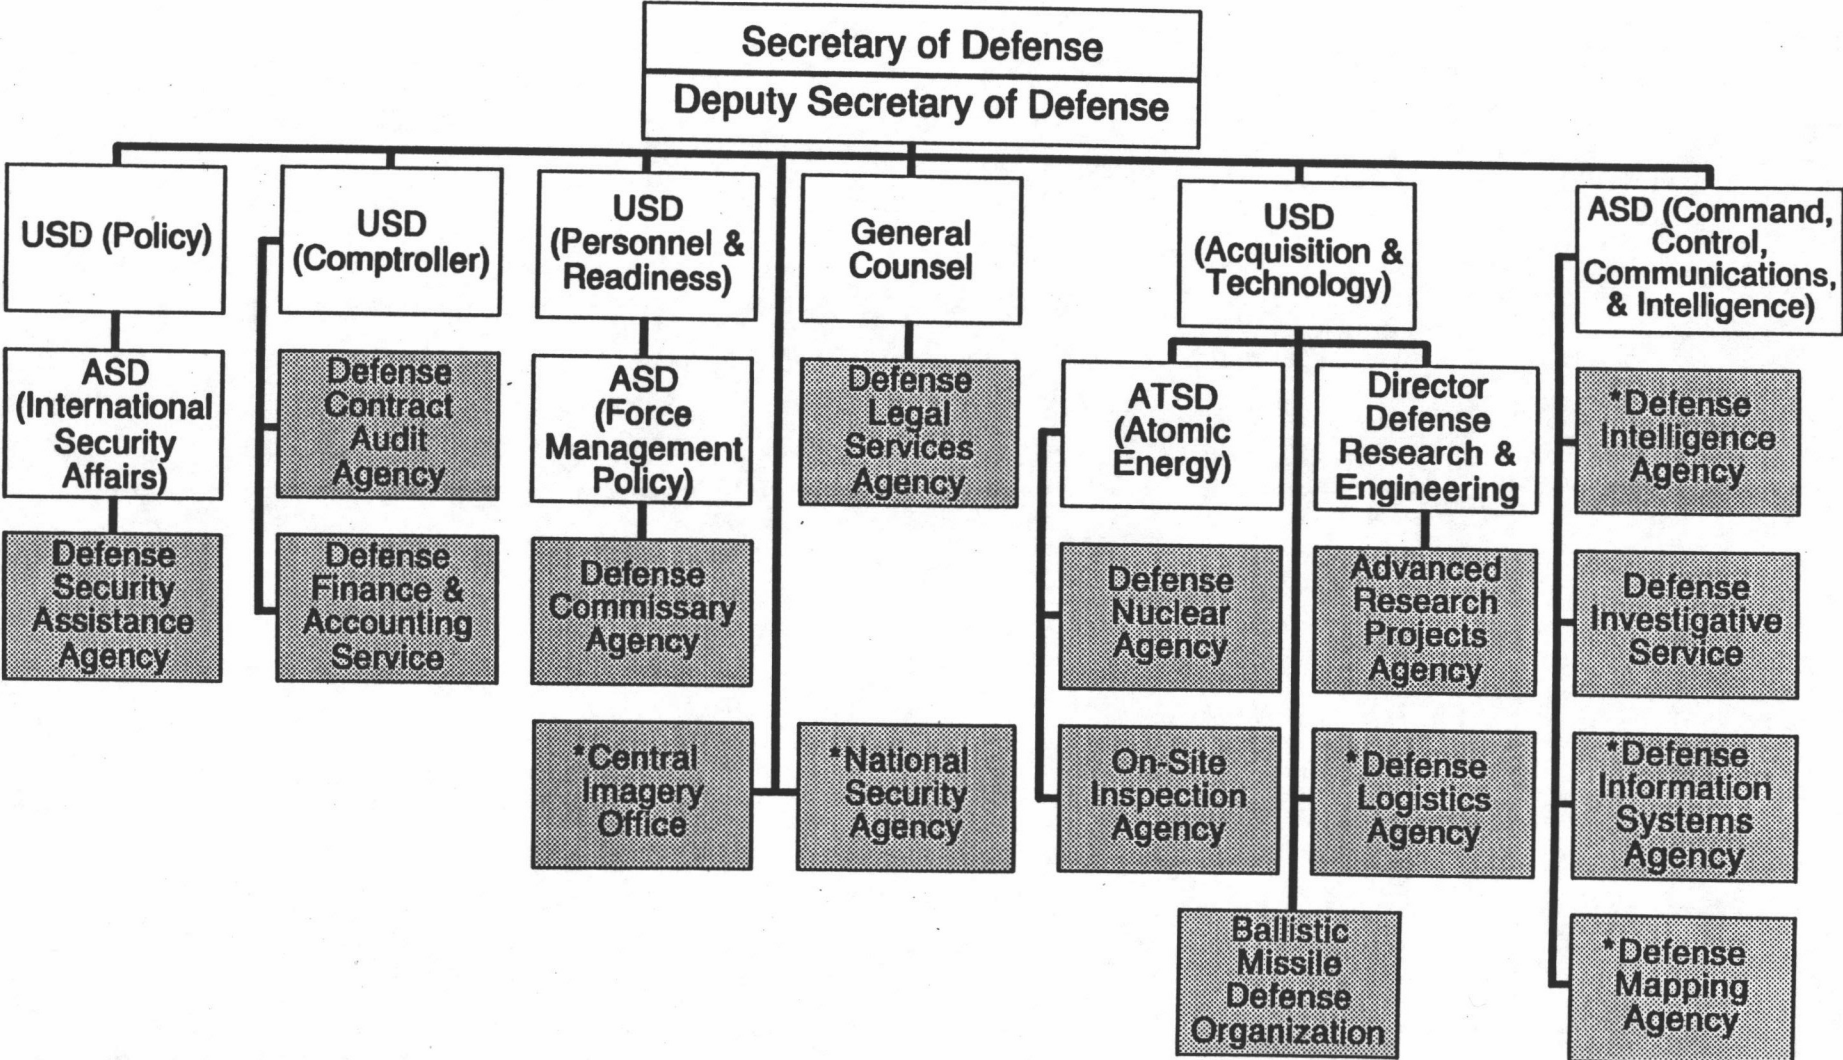 Secretary of Defense
Deputy Secretary of Defense
USD (Policy)
USD
(Comptroller)
USD
(Personnel &
Readiness)
General
Counsel
USD
(Acquisition &
Technology)
ASD (Command,
Control,
Communications,
& Intelligence)
ASD
(International
Security
Affairs)
Defense
Contract
Audit
Agency
ASD
(Force
Management
Policy)
Defense
Legal
Services
Agency
ATSD
(Atomic
Energy)
Director
Defense
Research &
Engineering
*Defense
Intelligence
Agency
Defense
Security
Assistance
Agency
Defense
Finance &
Accounting
Service
Defense
Commissary
Agency
Defense
Nuclear
Agency
Advanced
Research
Projects
Agency
Defense
Investigative
Service
*Central
Imagery
Office
*National
Security
Agency
On-Site
Inspection
Agency
*Defense
Logistics
Agency
*Defense
Information
Systems
Agency
Ballistic
Missile
Defense
Organization
*Defense
Mapping
Agency